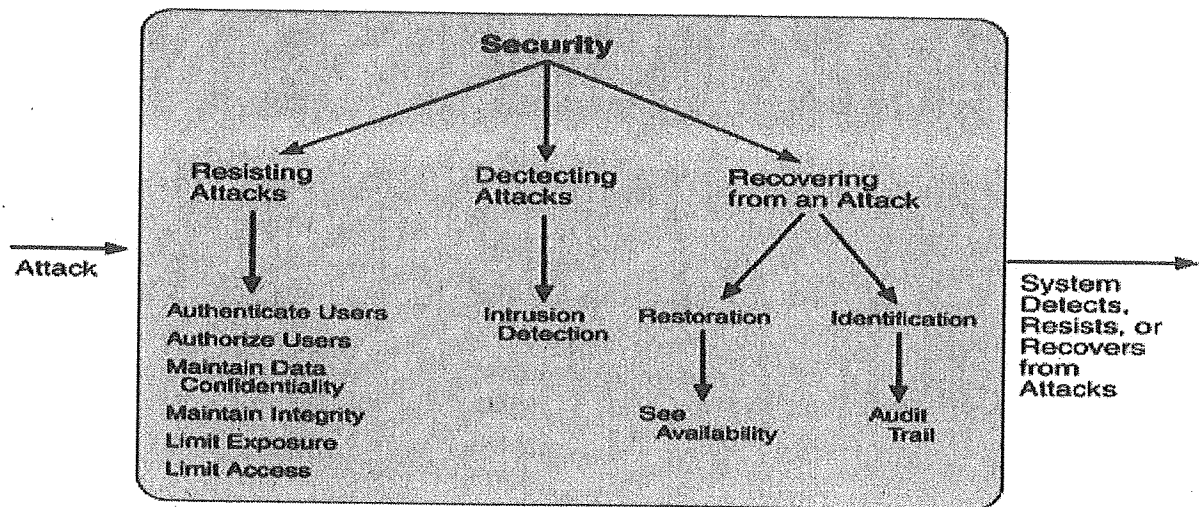 Security
Resisting
Attacks
Dectecting
Attacks
Recovering
from an Attack
Attack
Authenticate Users
Authorize Users
Maintain Data
Confidentiality
Maintain Integrity
Limit Exposure
Limit Access
Intrusion
Detection
Restoration
Identification
See
Availability
Audit
Trail
System
Detects,
Resists, or
Recovers
from
Attacks